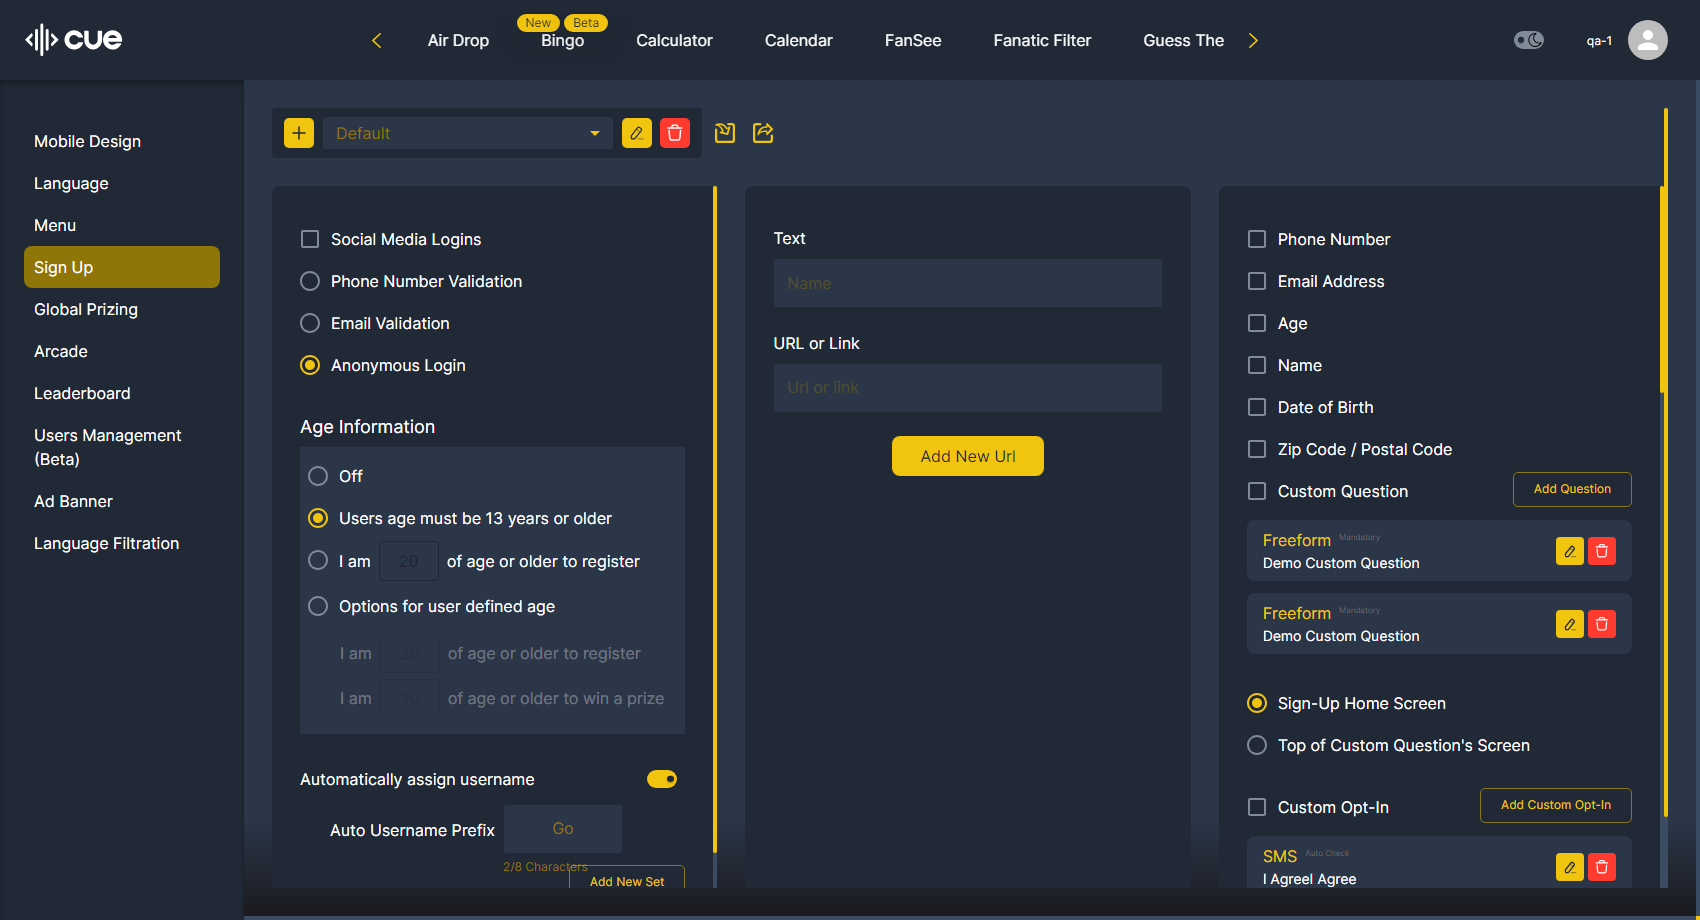 cue
Air Drop
New
Beta
Bingo
Calculator
Calendar
FanSee
Fanatic Filter
Guess The
qa-1
Mobile Design
Language
Menu
Sign Up
Global Prizing
Arcade
Leaderboard
Users Management
(Beta)
Ad Banner
Language Filtration
Default
Social Media Logins
Phone Number Validation
Email Validation
Anonymous Login
Age Information
Off
Users age must be 13 years or older
I am 20 of age or older to register
Options for user defined age
I am 20 of age or older to register
I am 30 of age or older to win a prize
Automatically assign username
Auto Username Prefix Go
2/8 Characters
Add New Set
Text
Name
URL or Link
Url or link
Add New Url
Phone Number
Email Address
Age
Name
Date of Birth
Zip Code / Postal Code
Custom Question
Add Question
Freeform Mandatory
Demo Custom Question
Freeform Mandatory
Demo Custom Question
Sign-Up Home Screen
Top of Custom Question's Screen
Custom Opt-In
Add Custom Opt-In
SMS Auto Check
I AgreeI Agree